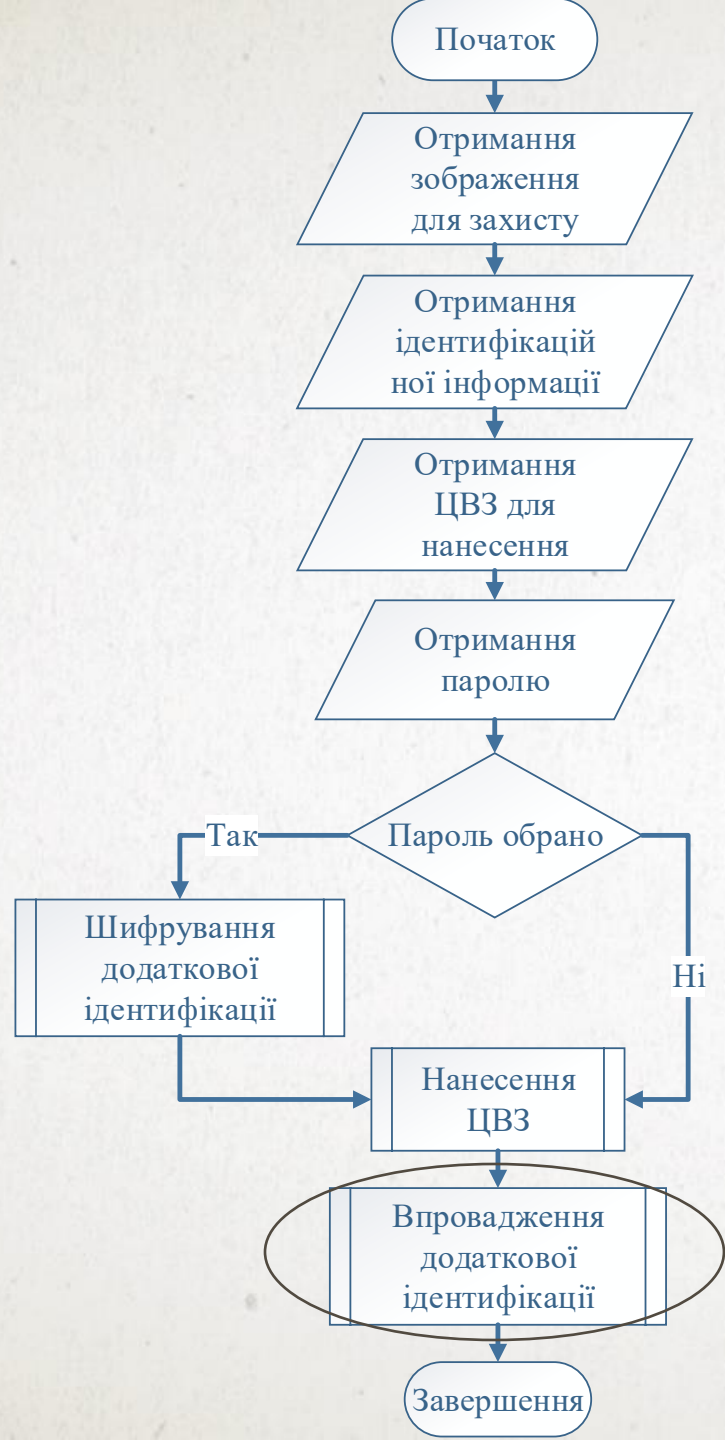 Початок
Отримання
зображення
для захисту
Отримання
ідентифікацій
ної інформації
Отримання
ЦВЗ для
нанесення
Отримання
паролю
Пароль обрано
Так
Шифрування
додаткової
ідентифікації
Ні
Нанесення
ЦВЗ
Впровадження
додаткової
ідентифікації
Завершення